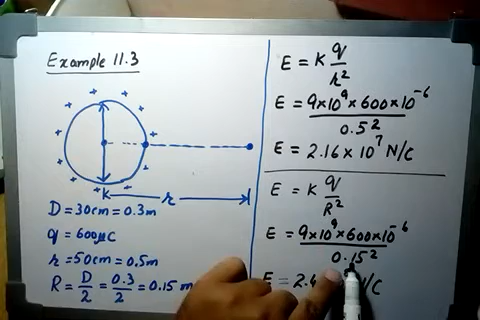 Example 11.3
+ + + + + + + + + + + +
r
D = 30cm = 0.3m
q = 600μC
r = 50cm = 0.5m
R = D/2 = 0.3/2 = 0.15 m
E = K q/r²
E = 9×10⁹×600×10⁻⁶/0.5²
E = 2.16 × 10⁷ N/C
E = K q/R²
E = 9×10⁹×600×10⁻⁶/0.15²
E = 2.4 N/C